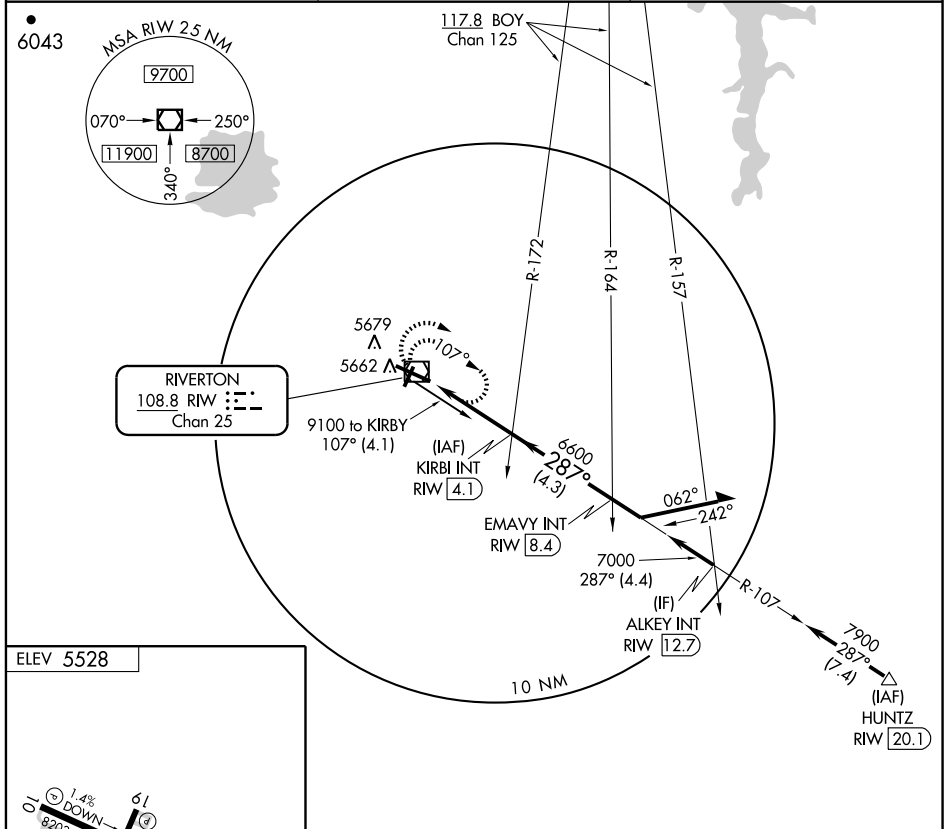 6043
MSA RIW 25 NM
9700
070°
250°
11900
8700
340°
117.8 BOY
Chan 125
R-172
R-164
R-157
5679
5662
107°
RIVERTON
108.8 RIW
Chan 25
9100 to KIRBY
107° (4.1)
(IAF)
KIRBI INT
RIW 4.1
6600
287°
(4.3)
EMAVY INT
RIW 8.4
062°
242°
7000
287° (4.4)
(IF)
ALKEY INT
RIW 12.7
R-107
7900
287°
(7.4)
(IAF)
HUNTZ
RIW 20.1
10 NM
ELEV 5528
10
P
1.4%
DOWN
8203
19
P